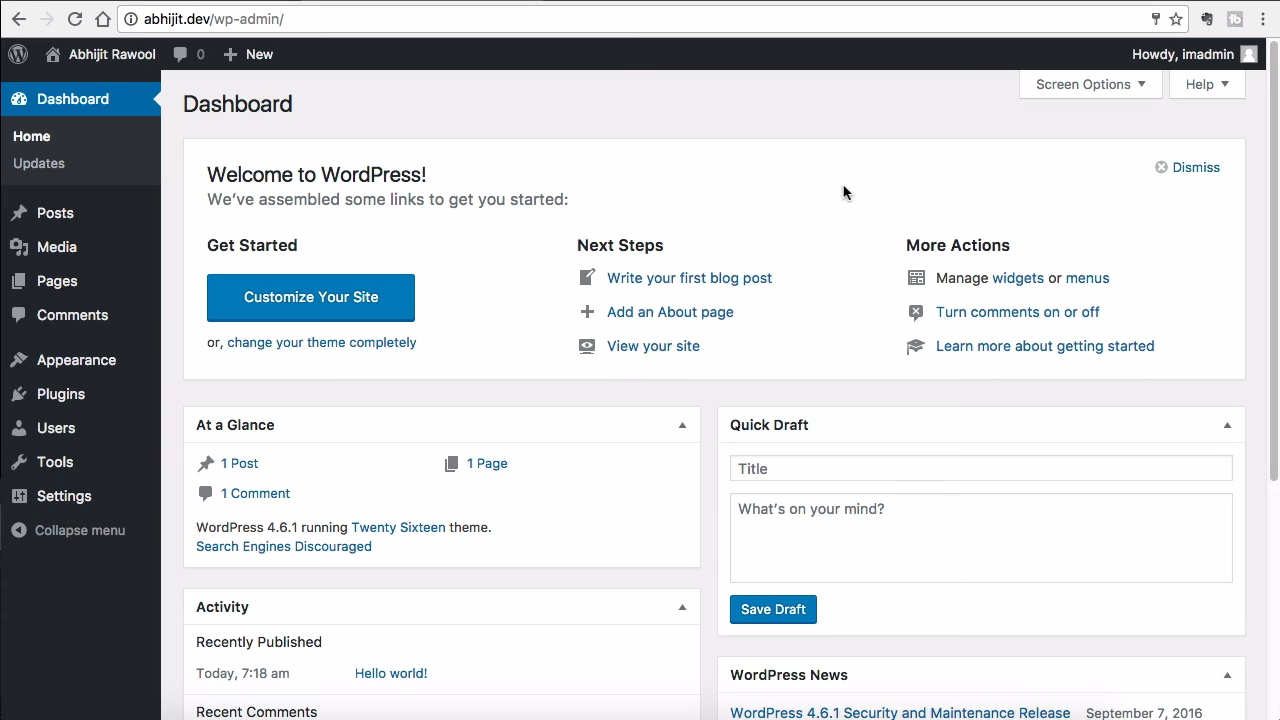 abhijit.dev/wp-admin/
Abhijit Rawool
0
New
Howdy, imadmin
Dashboard
Home
Updates
Posts
Media
Pages
Comments
Appearance
Plugins
Users
Tools
Settings
Collapse menu
Screen Options
Help
Dashboard
Welcome to WordPress!
We've assembled some links to get you started:
Dismiss
Get Started
Customize Your Site
or, change your theme completely
Next Steps
Write your first blog post
Add an About page
View your site
More Actions
Manage widgets or menus
Turn comments on or off
Learn more about getting started
At a Glance
1 Post
1 Page
1 Comment
WordPress 4.6.1 running Twenty Sixteen theme.
Search Engines Discouraged
Activity
Recently Published
Today, 7:18 am Hello world!
Recent Comments
Quick Draft
Title
What's on your mind?
Save Draft
WordPress News
WordPress 4.6.1 Security and Maintenance Release September 7, 2016